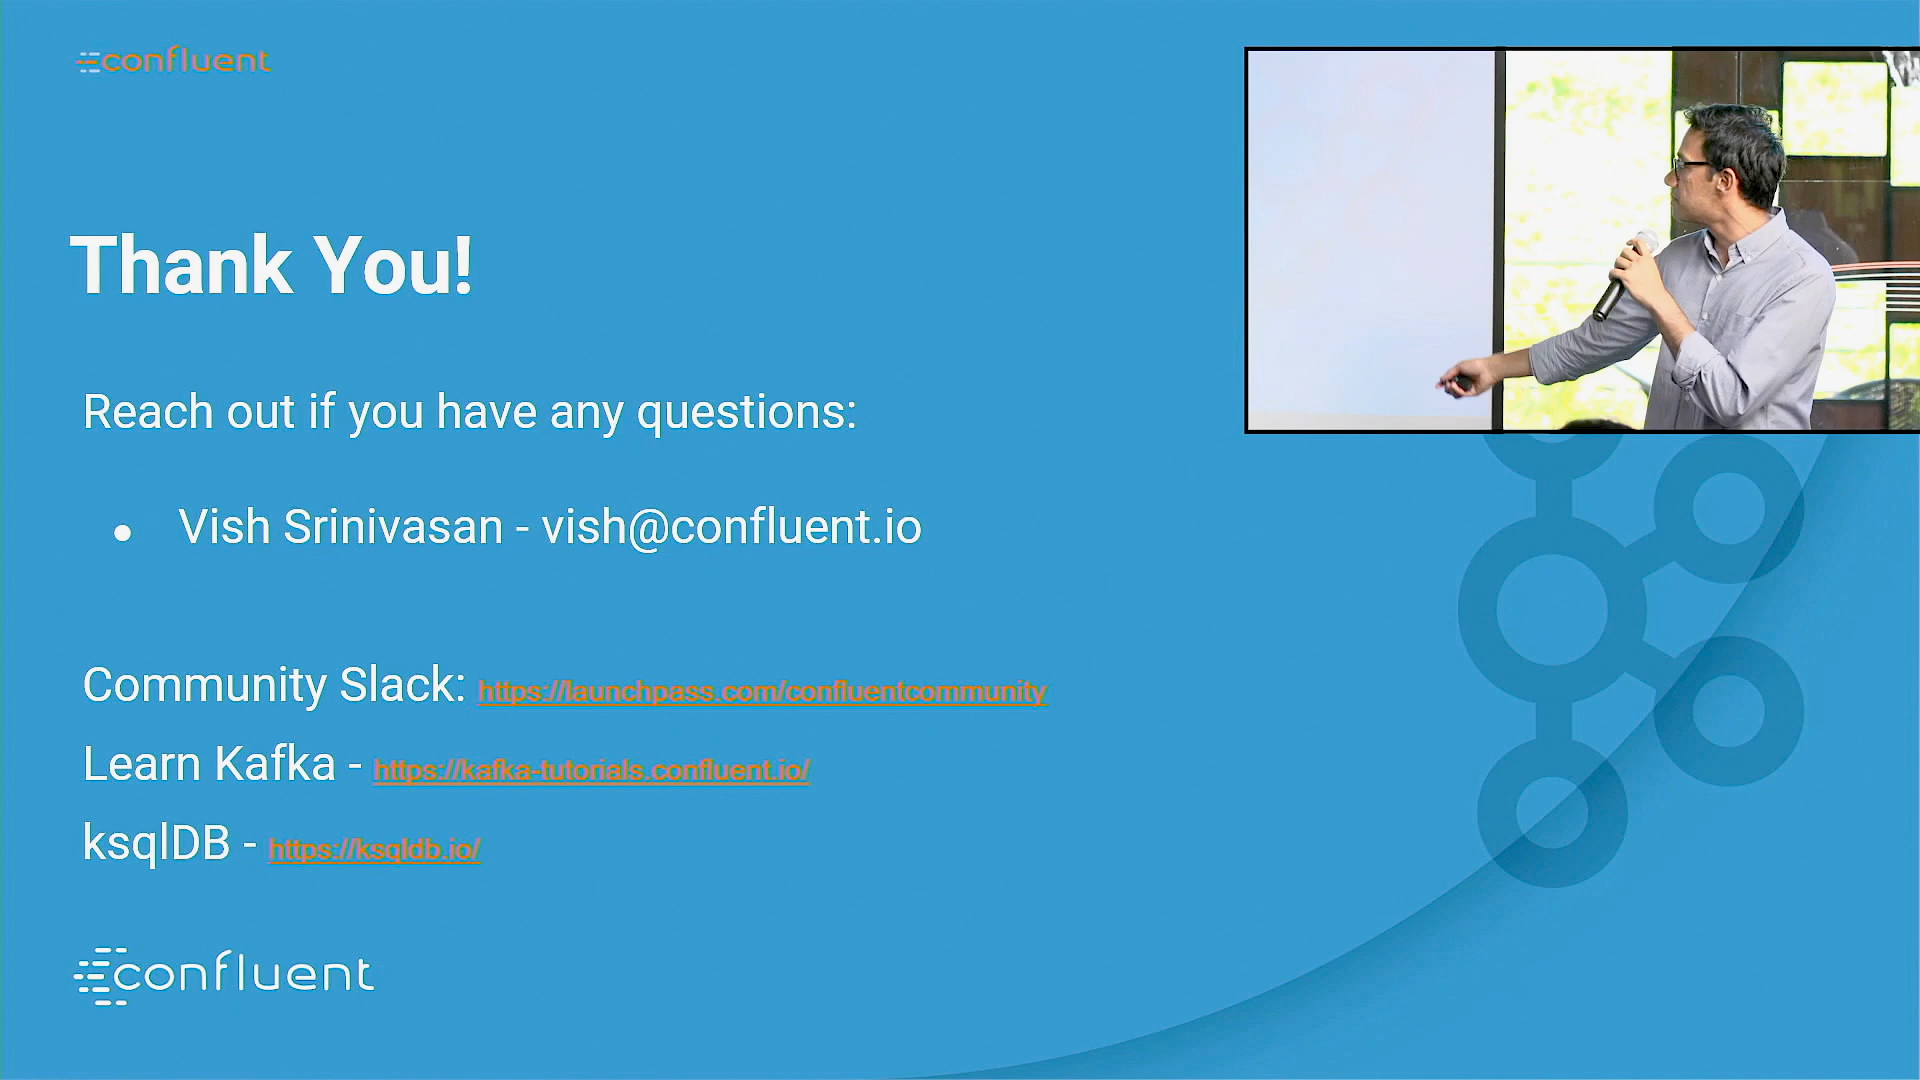 confluent
Thank You!
Reach out if you have any questions:
● Vish Srinivasan - vish@confluent.io
Community Slack: https://launchpass.com/confluentcommunity
Learn Kafka - https://kafka-tutorials.confluent.io/
ksqlDB - https://ksqldb.io/
confluent